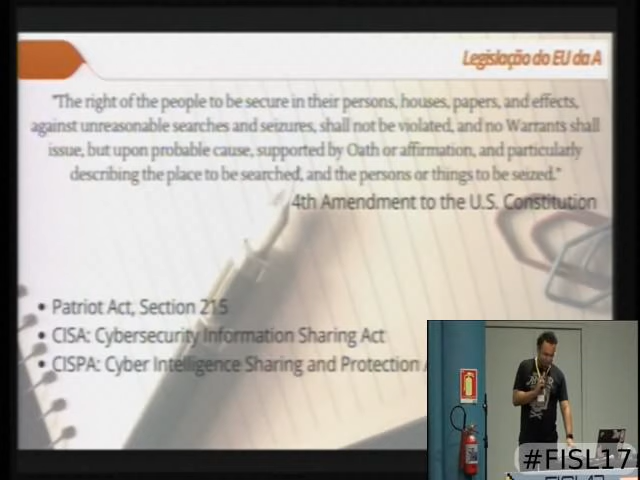 Legislação do EU da A
"The right of the people to be secure in their persons, houses, papers, and effects,
against unreasonable searches and seizures, shall not be violated, and no Warrants shall
issue, but upon probable cause, supported by Oath or affirmation, and particularly
describing the place to be searched, and the persons or things to be seized."
4th Amendment to the U.S. Constitution
• Patriot Act, Section 215
• CISA: Cybersecurity Information Sharing Act
• CISPA: Cyber Intelligence Sharing and Protection
#FISL17